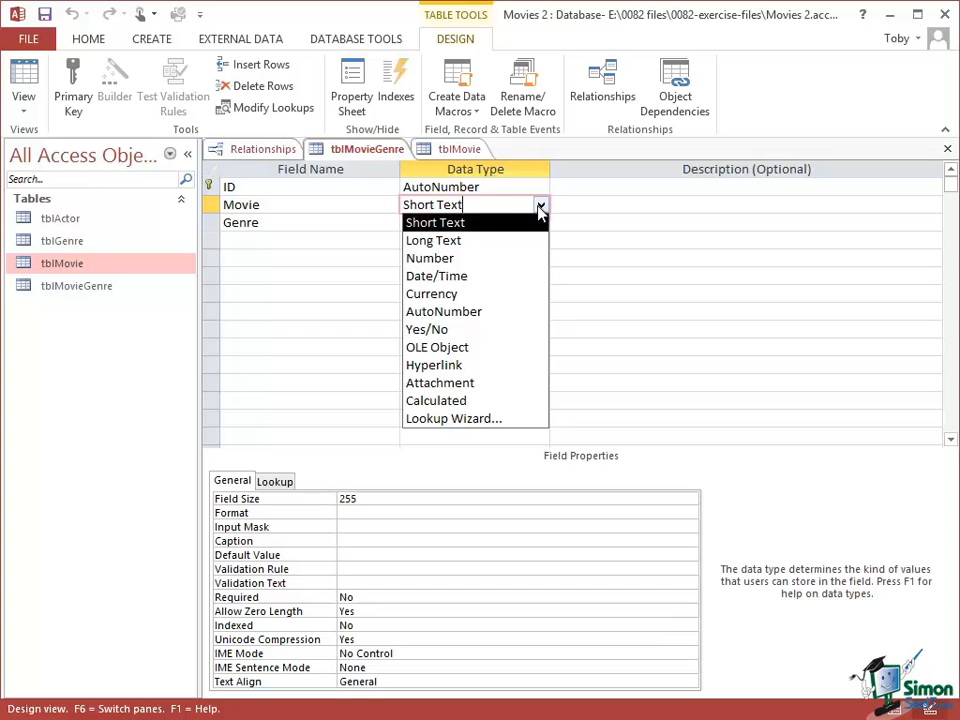 TABLE TOOLS
Movies 2 : Database- E:\0082 files\0082-exercise-files\Movies 2.acc...
?
FILE HOME CREATE EXTERNAL DATA DATABASE TOOLS DESIGN Toby
View
Primary Key
Builder
Test Validation Rules
Insert Rows
Delete Rows
Modify Lookups
Property Sheet
Indexes
Create Data Macros
Rename/ Delete Macro
Relationships
Object Dependencies
Views Tools Show/Hide Field, Record & Table Events Relationships
All Access Obje...
Search...
Tables
tblActor
tblGenre
tblMovie
tblMovieGenre
Relationships tblMovieGenre tblMovie
Field Name Data Type Description (Optional)
ID AutoNumber
Movie Short Text
Genre
Short Text
Long Text
Number
Date/Time
Currency
AutoNumber
Yes/No
OLE Object
Hyperlink
Attachment
Calculated
Lookup Wizard...
Field Properties
General Lookup
Field Size 255
Format
Input Mask
Caption
Default Value
Validation Rule
Validation Text
Required No
Allow Zero Length Yes
Indexed No
Unicode Compression Yes
IME Mode No Control
IME Sentence Mode None
Text Align General
The data type determines the kind of values
that users can store in the field. Press F1 for
help on data types.
Design view. F6 = Switch panes. F1 = Help.
Simon